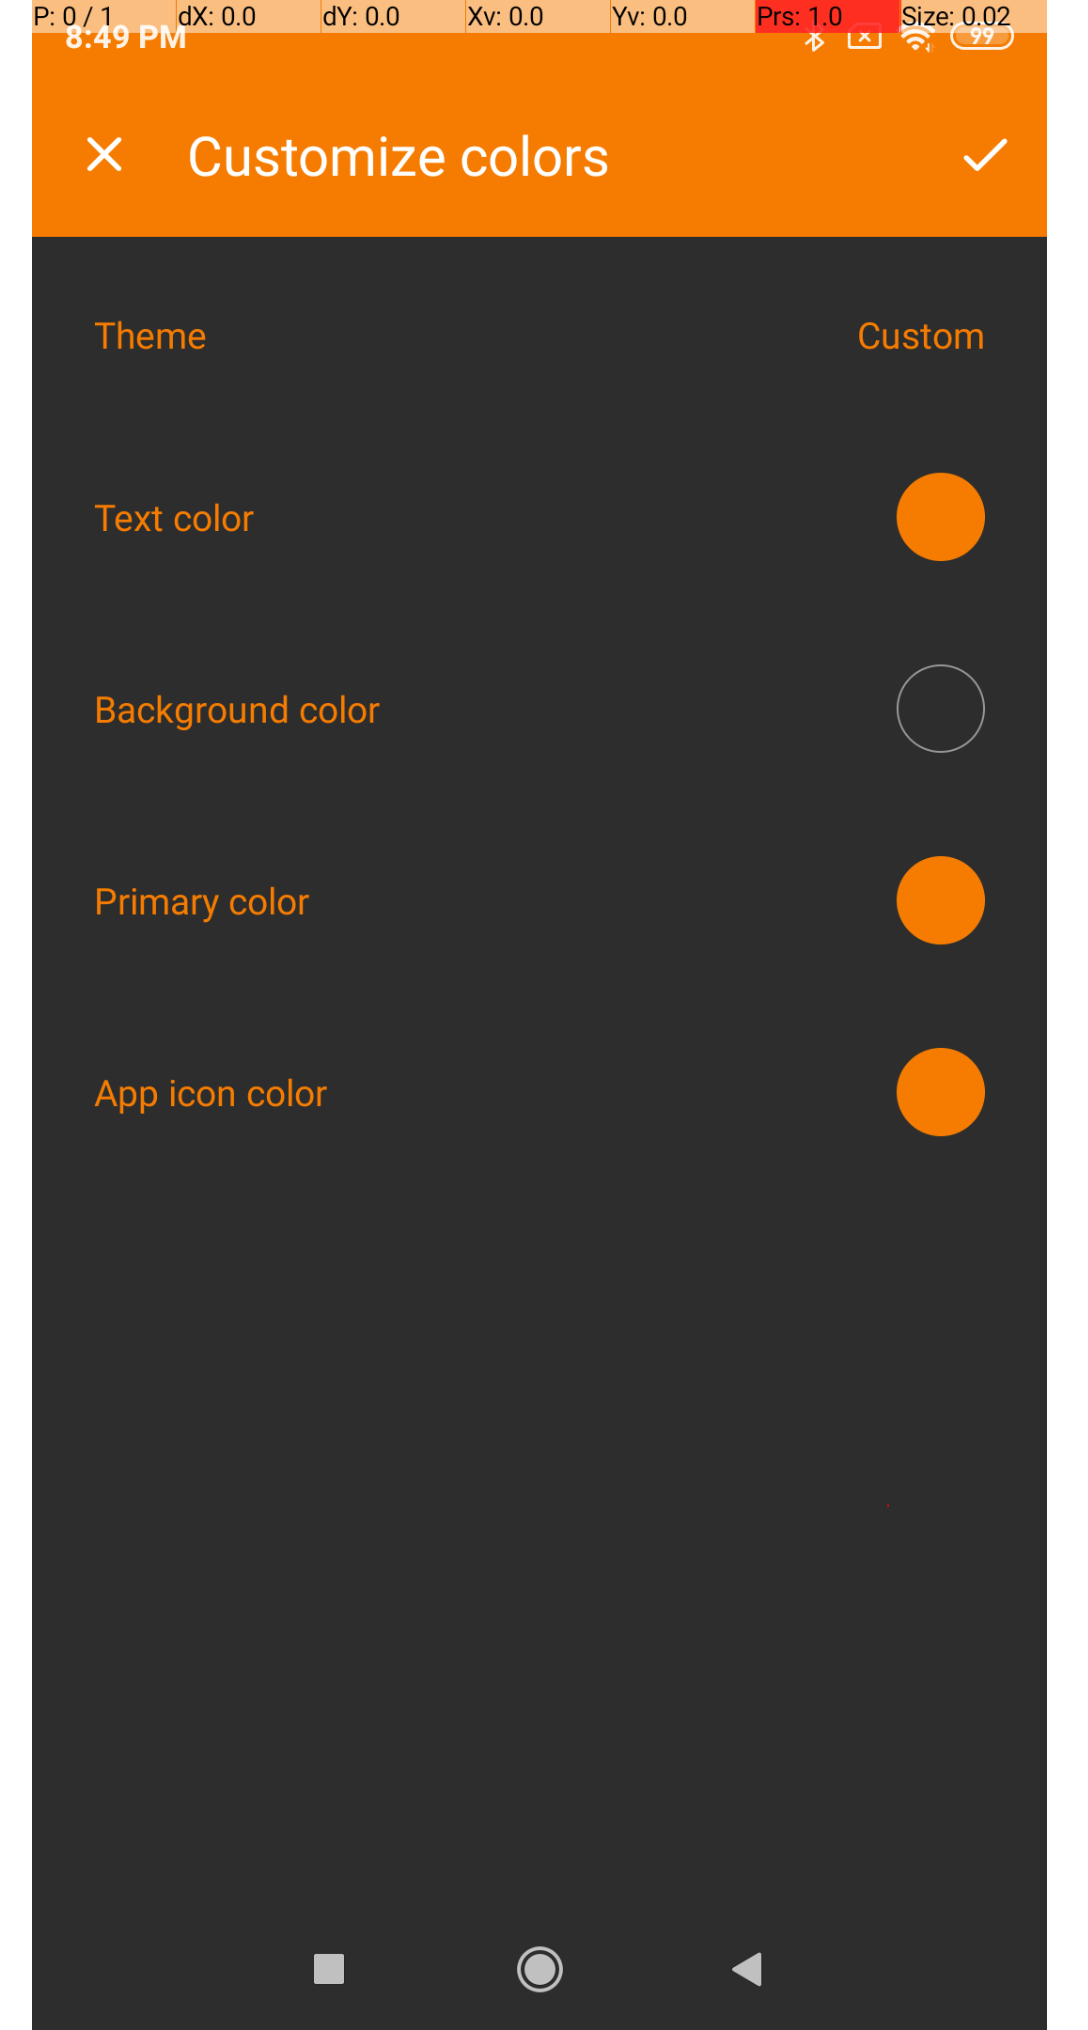 P: 0 / 1 dX: 0.0 dY: 0.0 Xv: 0.0 Yv: 0.0 Prs: 1.0 Size: 0.02
8:49 PM 99
Customize colors
Theme Custom
Text color
Background color
Primary color
App icon color